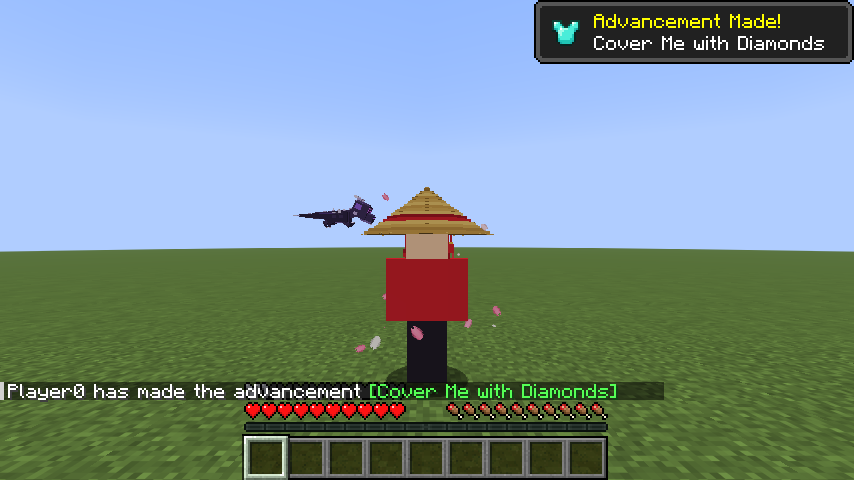 Advancement Made!
Cover Me with Diamonds
Player0 has made the advancement [Cover Me with Diamonds]